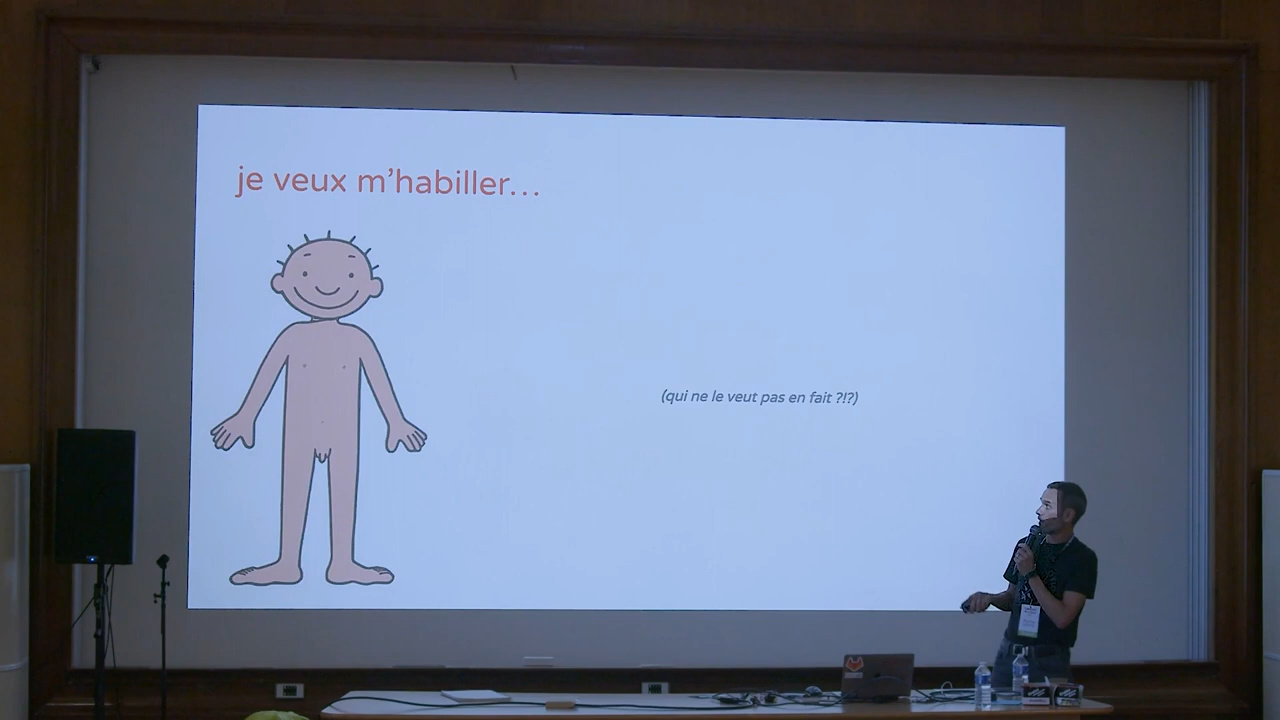 je veux m’habiller…
(qui ne le veut pas en fait ?!?)